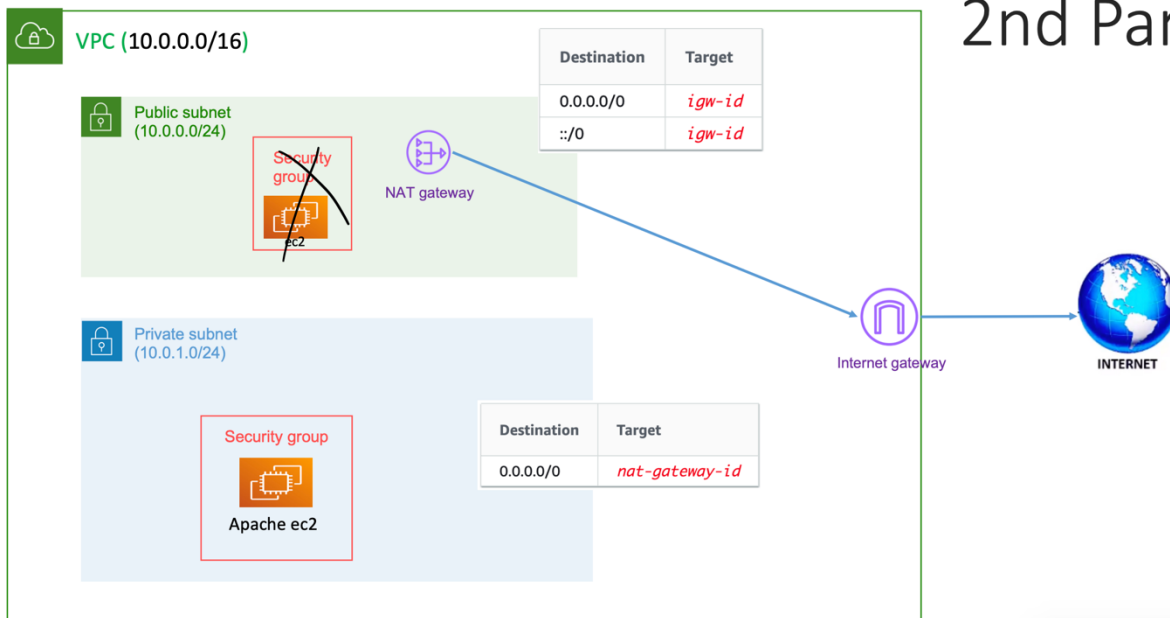 2nd Par
VPC (10.0.0.0/16)
Destination Target
0.0.0.0/0 igw-id
::/0 igw-id
Public subnet
(10.0.0.0/24)
Security
group
ec2
NAT gateway
Internet gateway
INTERNET
Private subnet
(10.0.1.0/24)
Destination Target
0.0.0.0/0 nat-gateway-id
Security group
Apache ec2